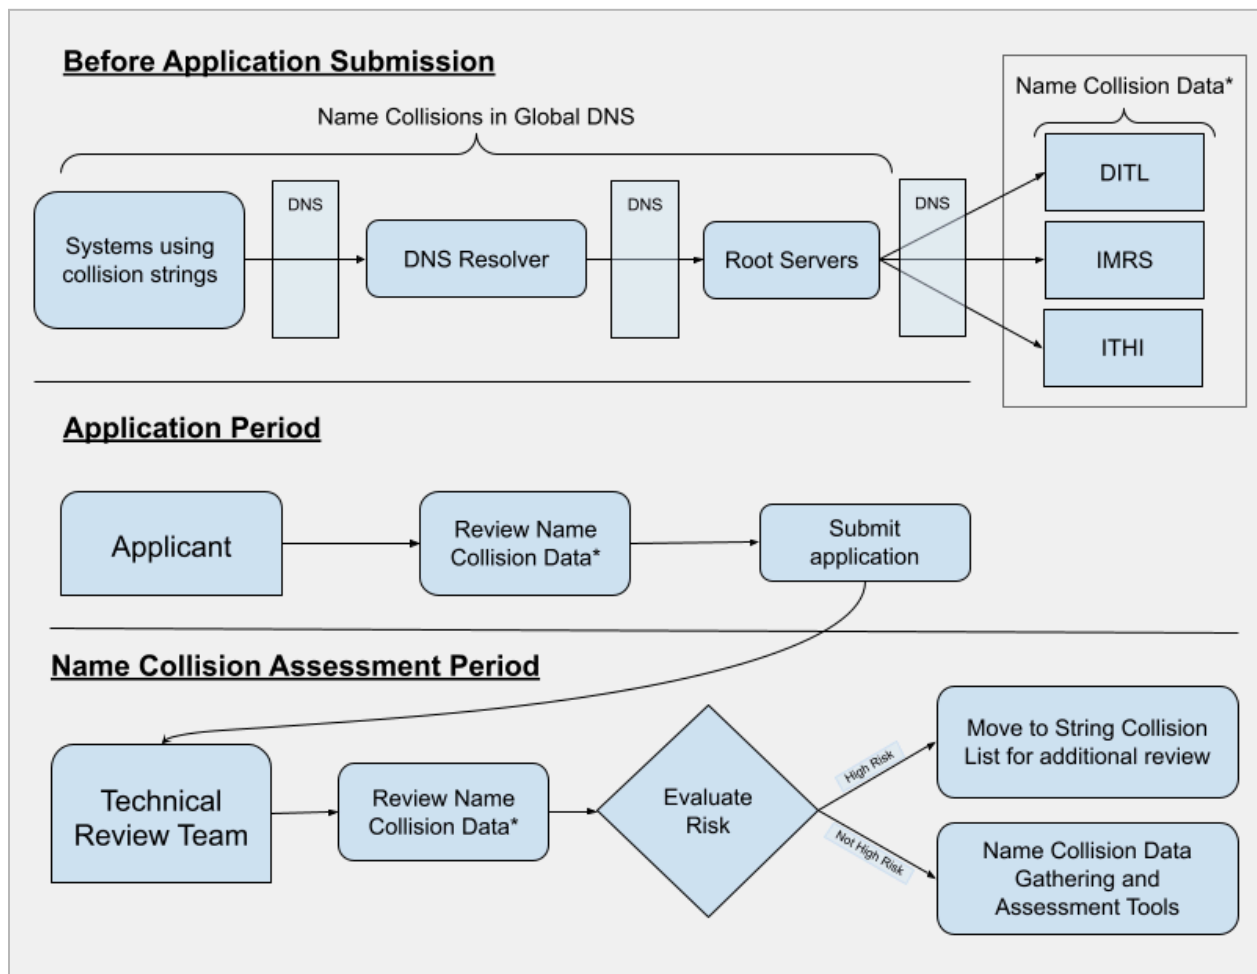 Before Application Submission
Name Collision Data*
Name Collisions in Global DNS
DITL
DNS
DNS
DNS
Systems using
collision strings
DNS Resolver
Root Servers
IMRS
ITHI
Application Period
Applicant
Review Name
Collision Data*
Submit
application
Name Collision Assessment Period
Technical
Review Team
Review Name
Collision Data*
Evaluate
Risk
High Risk
Not High Risk
Move to String Collision
List for additional review
Name Collision Data
Gathering and
Assessment Tools